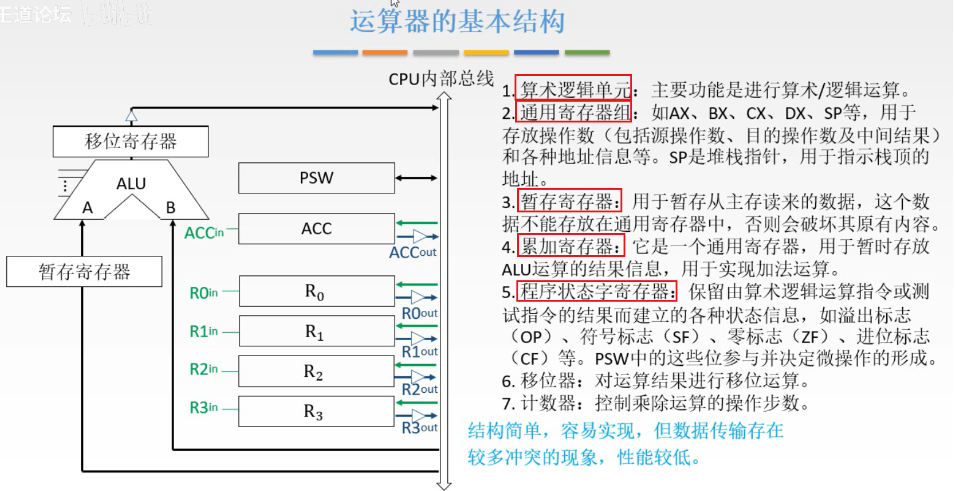 王道论坛
运算器的基本结构
CPU内部总线
移位寄存器
ALU
A
B
暂存寄存器
PSW
ACCin
ACC
ACCout
R0in
R₀
R0out
R1in
R₁
R1out
R2in
R₂
R2out
R3in
R₃
R3out
1. 算术逻辑单元：主要功能是进行算术/逻辑运算。
2. 通用寄存器组：如AX、BX、CX、DX、SP等，用于
存放操作数（包括源操作数、目的操作数及中间结果）
和各种地址信息等。SP是堆栈指针，用于指示栈顶的
地址。
3. 暂存寄存器：用于暂存从主存读来的数据，这个数
据不能存放在通用寄存器中，否则会破坏其原有内容。
4. 累加寄存器：它是一个通用寄存器，用于暂时存放
ALU运算的结果信息，用于实现加法运算。
5. 程序状态字寄存器：保留由算术逻辑运算指令或测
试指令的结果而建立的各种状态信息，如溢出标志
（OP）、符号标志（SF）、零标志（ZF）、进位标志
（CF）等。PSW中的这些位参与并决定微操作的形成。
6. 移位器：对运算结果进行移位运算。
7. 计数器：控制乘除运算的操作步数。
结构简单，容易实现，但数据传输存在
较多冲突的现象，性能较低。